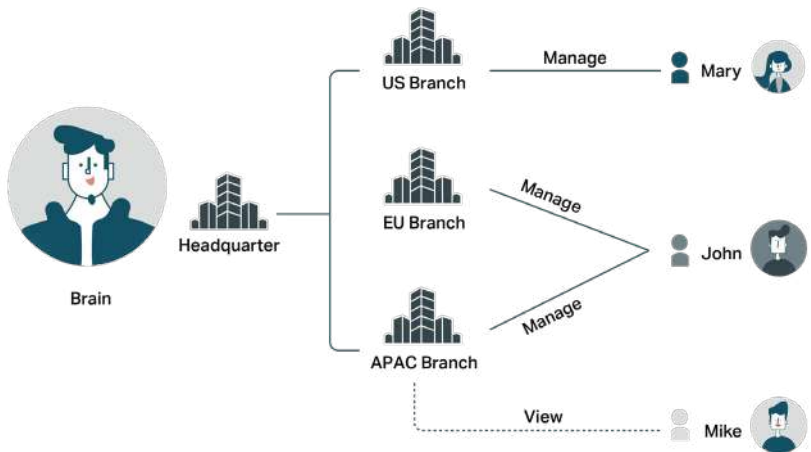 US Branch
Manage
Mary
Brain
Headquarter
EU Branch
Manage
John
Manage
APAC Branch
View
Mike